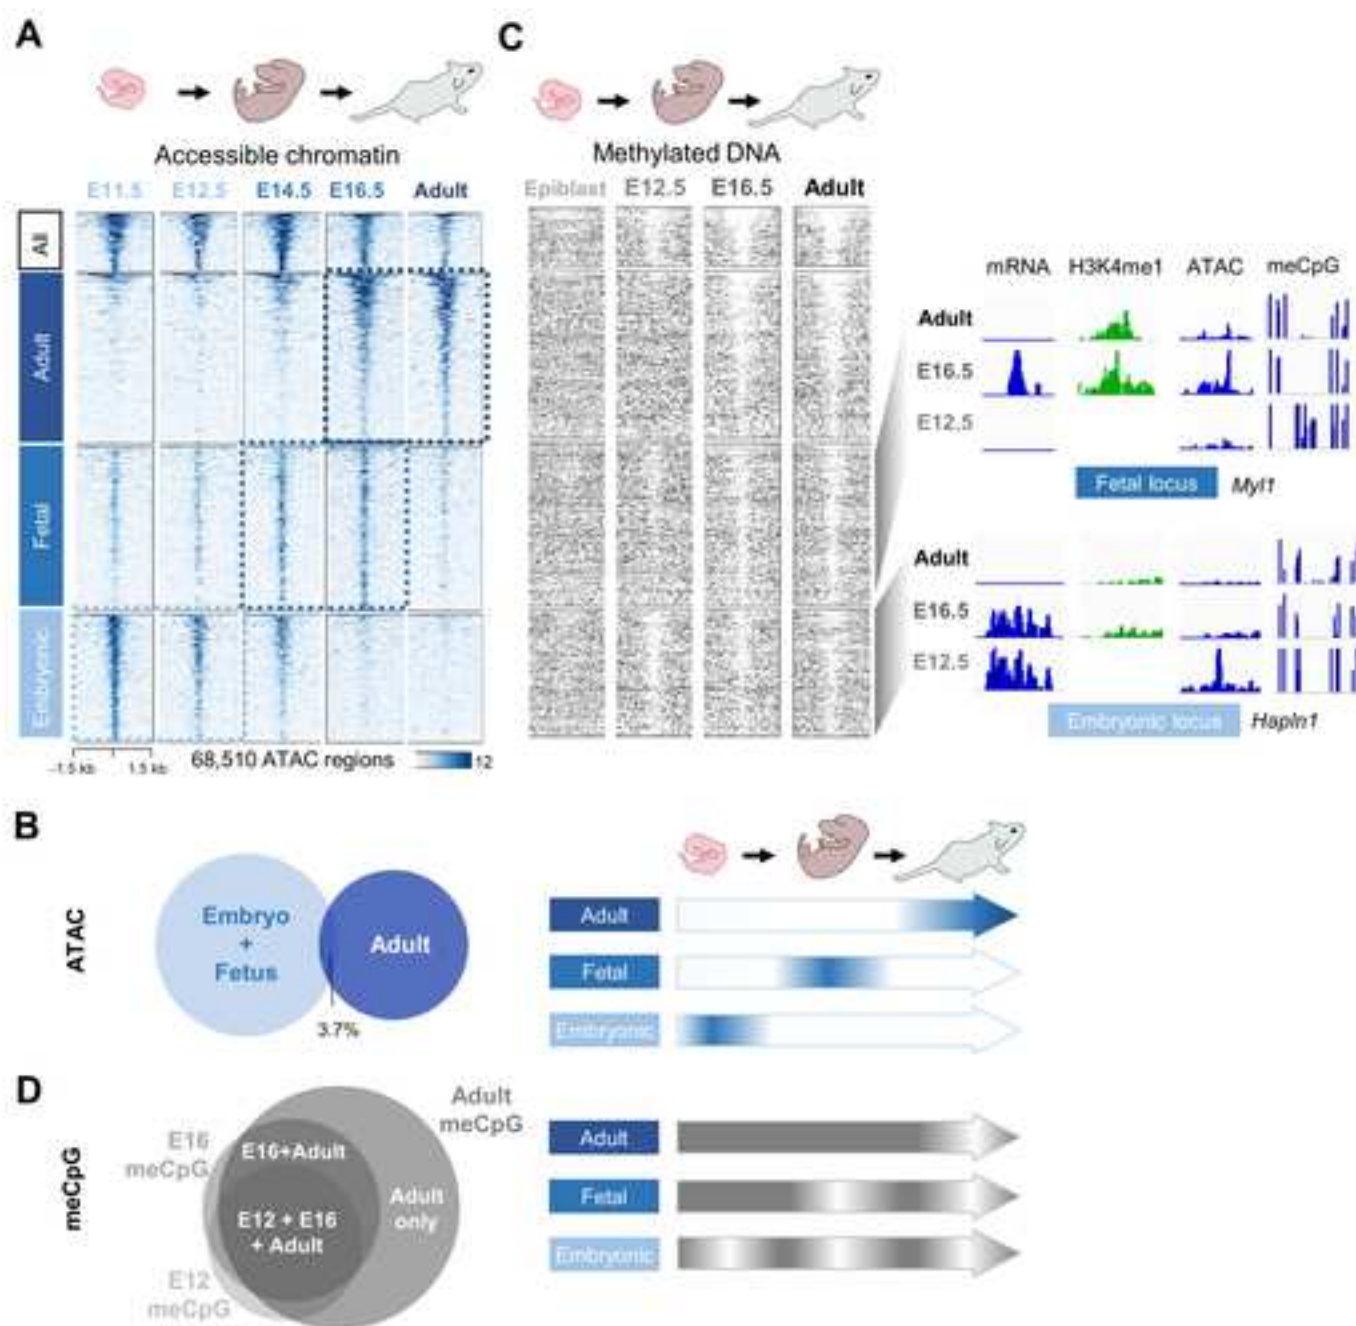 A
Accessible chromatin
E11.5 E12.5 E14.5 E16.5 Adult
All
Adult
Fetal
Embryonic
-1.5 kb 1.5 kb
68,510 ATAC regions
12
C
Methylated DNA
Epiblast E12.5 E16.5 Adult
mRNA H3K4me1 ATAC meCpG
Adult
E16.5
E12.5
Fetal locus Myl1
Adult
E16.5
E12.5
Embryonic locus Hapln1
B
ATAC
Embryo
+
Fetus
Adult
3.7%
Adult
Fetal
Embryonic
D
meCpG
E16
meCpG
E12
meCpG
Adult
meCpG
E16+Adult
E12 + E16
+ Adult
Adult
only
Adult
Fetal
Embryonic